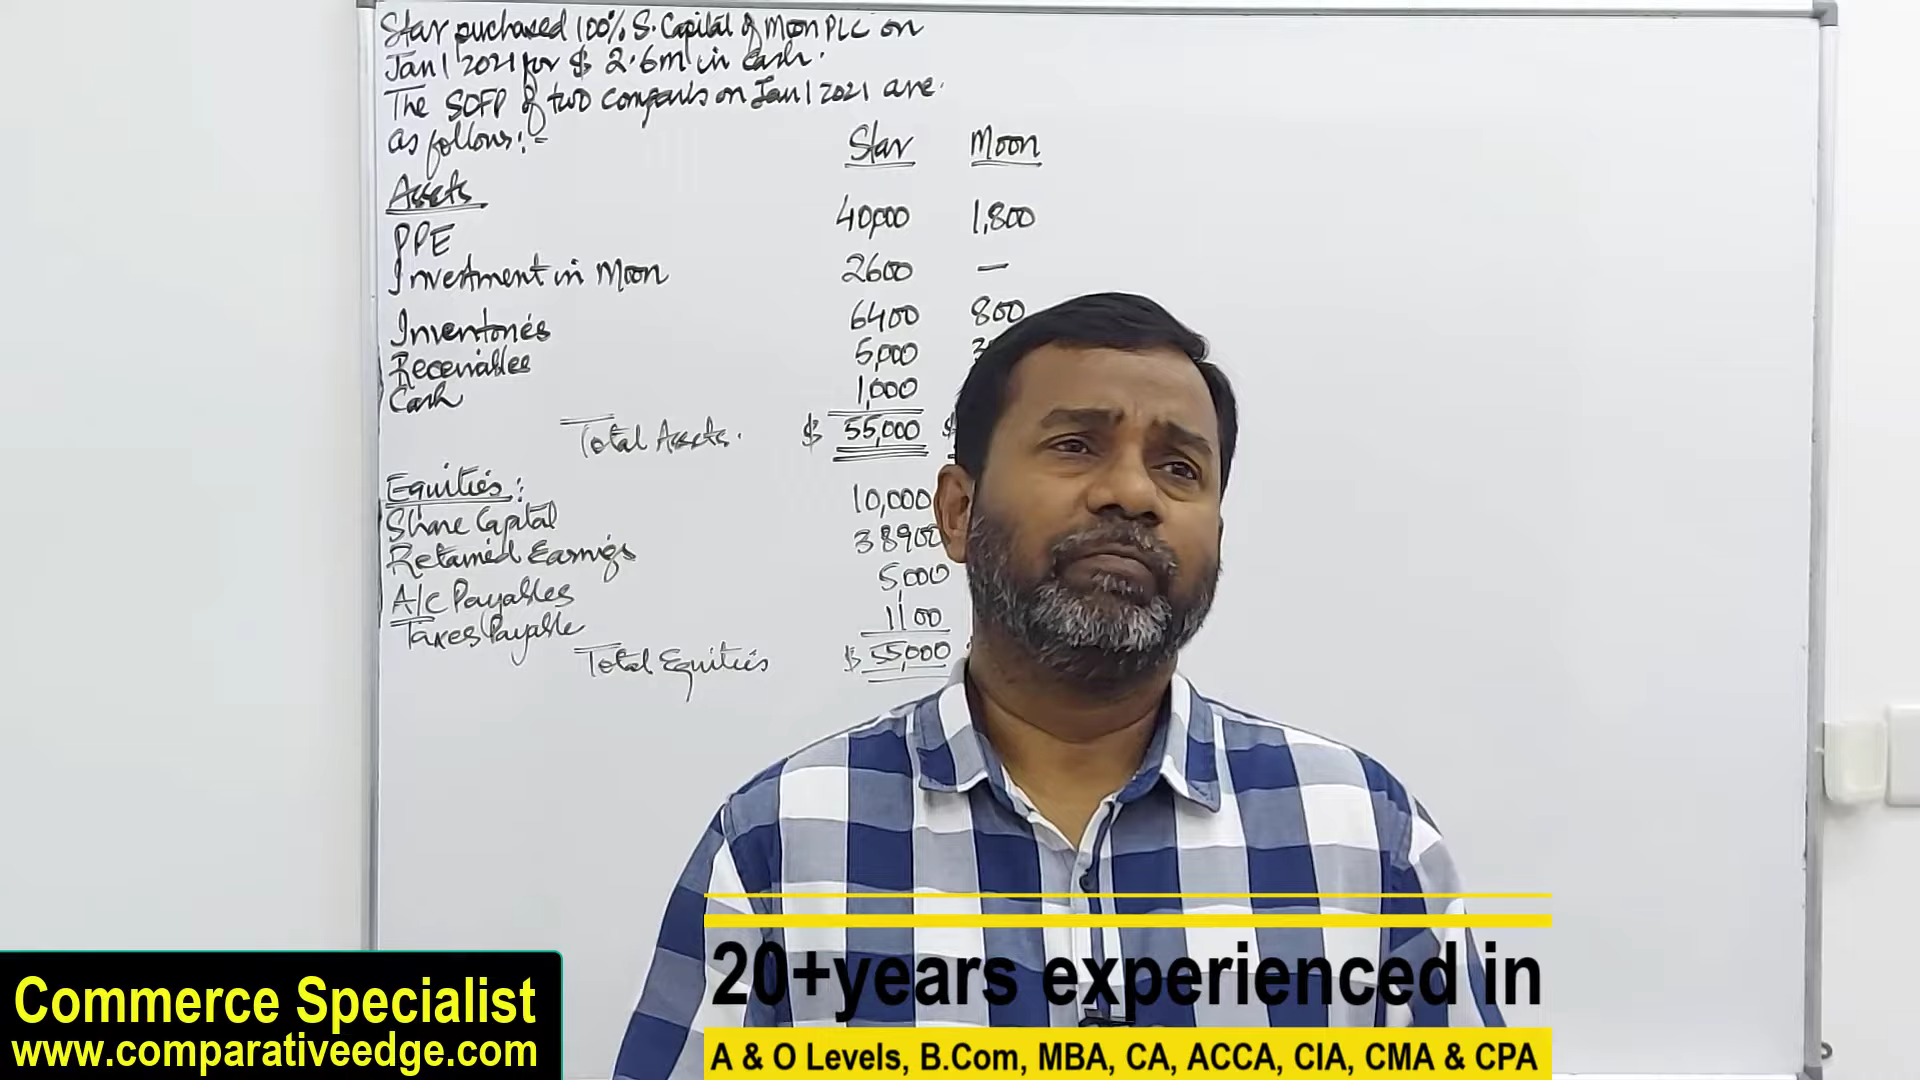 Star purchased 100% S. Capital of Moon PLC on
Jan 1 2021 for $ 2.6m in cash.
The SOFP of two companies on Jan 1 2021 are.
as follows:-
Star Moon
Assets
PPE 40,000 1,800
Investment in Moon 2600 —
Inventories 6400 800
Receivables 5,000
Cash 1,000
Total Assets. $ 55,000 $
Equities:
Share Capital 10,000
Retained Earnings 38900
A/c Payables 5,000
Taxes Payable 1100
Total Equities $ 55,000
20+years experienced in
A & O Levels, B.Com, MBA, CA, ACCA, CIA, CMA & CPA
Commerce Specialist
www.comparativeedge.com